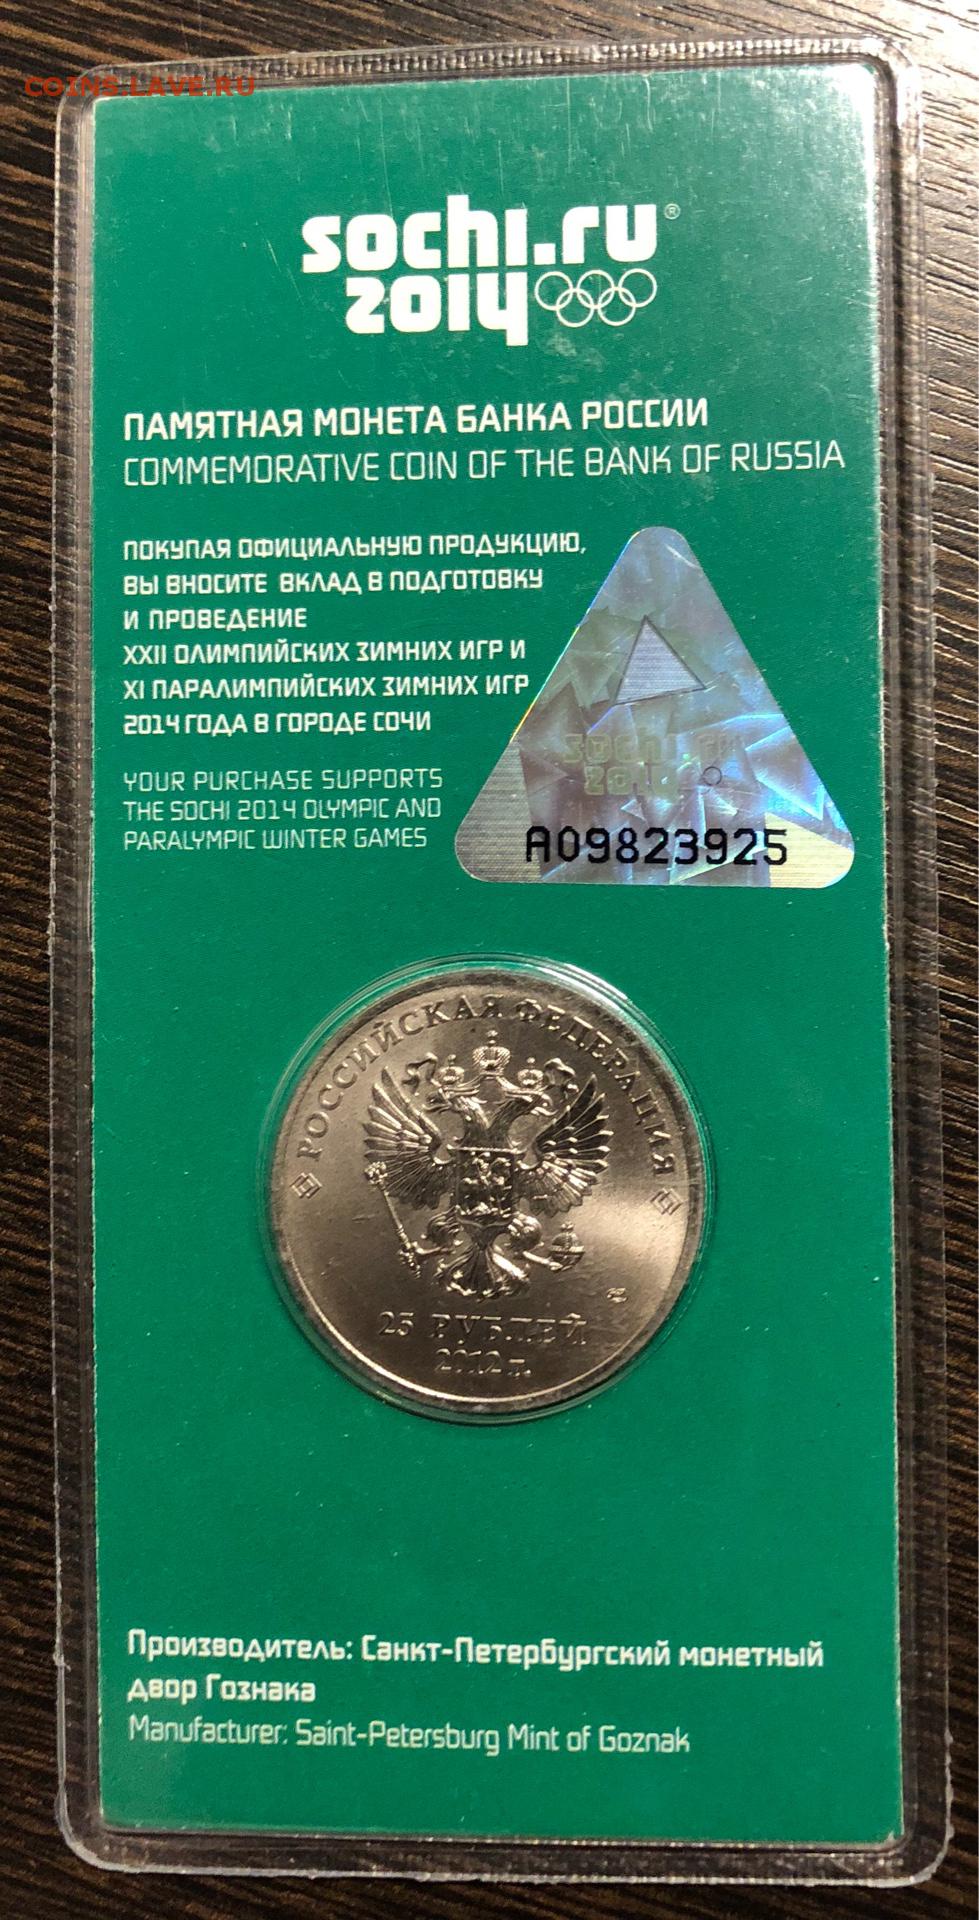 COINS.LAVE.RU
sochi.ru®
2014
ПАМЯТНАЯ МОНЕТА БАНКА РОССИИ
COMMEMORATIVE COIN OF THE BANK OF RUSSIA
ПОКУПАЯ ОФИЦИАЛЬНУЮ ПРОДУКЦИЮ,
ВЫ ВНОСИТЕ ВКЛАД В ПОДГОТОВКУ
И ПРОВЕДЕНИЕ
XXII ОЛИМПИЙСКИХ ЗИМНИХ ИГР И
XI ПАРАЛИМПИЙСКИХ ЗИМНИХ ИГР
2014 ГОДА В ГОРОДЕ СОЧИ
YOUR PURCHASE SUPPORTS
THE SOCHI 2014 OLYMPIC AND
PARALYMPIC WINTER GAMES
sochi.ru
2014
A09823925
РОССИЙСКАЯ ФЕДЕРАЦИЯ
25 РУБЛЕЙ
2012 г.
Производитель: Санкт-Петербургский монетный
двор Гознака
Manufacturer: Saint-Petersburg Mint of Goznak